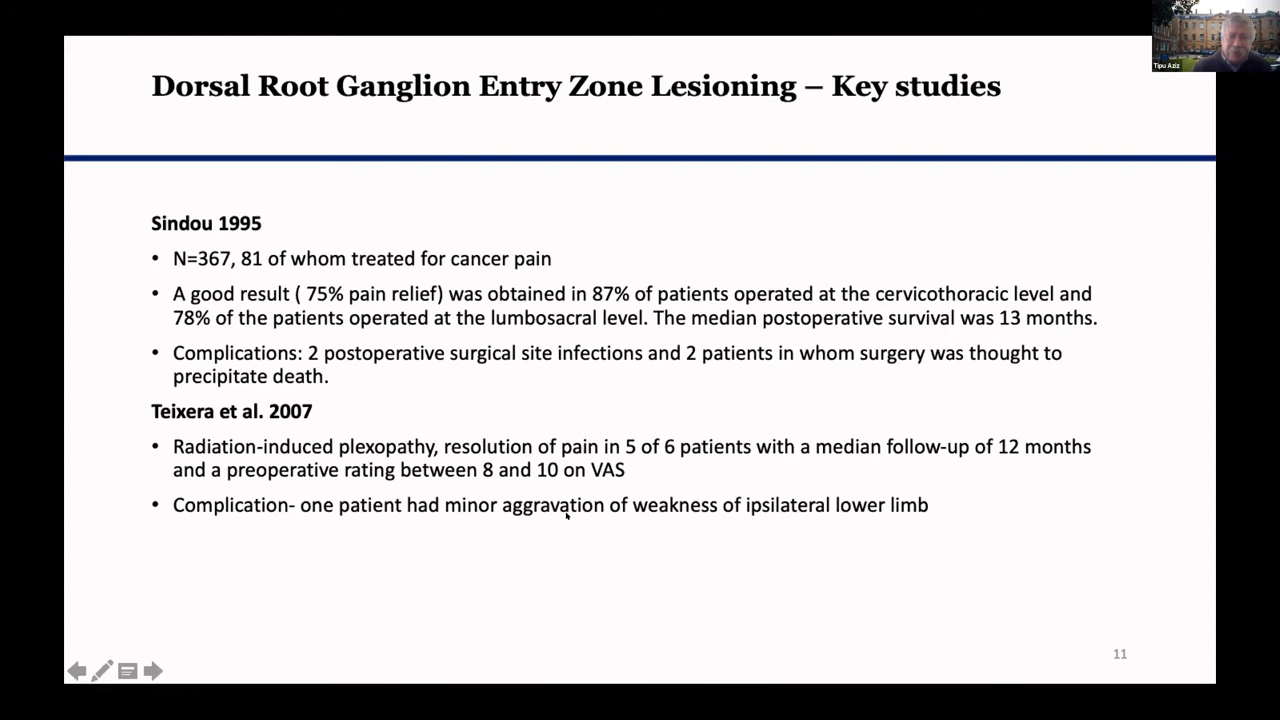 Tipu Aziz
Dorsal Root Ganglion Entry Zone Lesioning – Key studies
Sindou 1995
• N=367, 81 of whom treated for cancer pain
• A good result ( 75% pain relief) was obtained in 87% of patients operated at the cervicothoracic level and
78% of the patients operated at the lumbosacral level. The median postoperative survival was 13 months.
• Complications: 2 postoperative surgical site infections and 2 patients in whom surgery was thought to
precipitate death.
Teixera et al. 2007
• Radiation-induced plexopathy, resolution of pain in 5 of 6 patients with a median follow-up of 12 months
and a preoperative rating between 8 and 10 on VAS
• Complication- one patient had minor aggravation of weakness of ipsilateral lower limb
11